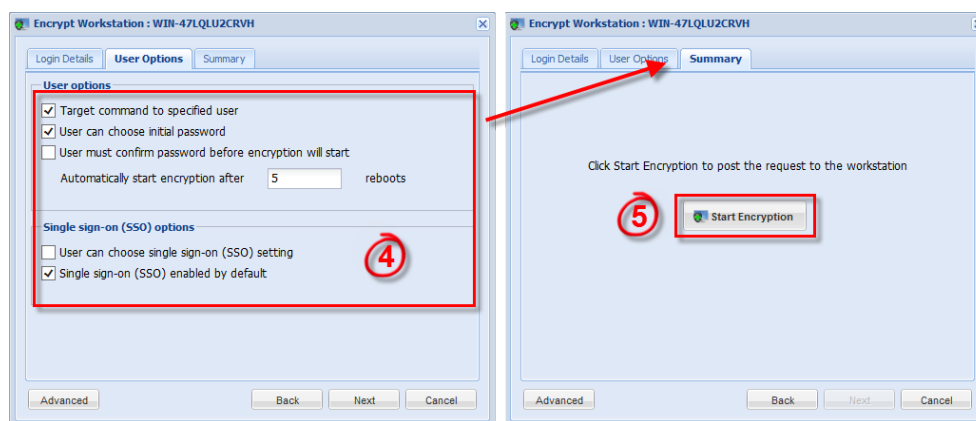 Encrypt Workstation : WIN-47LQLU2CRVH
Login Details User Options Summary
User options
Target command to specified user
User can choose initial password
User must confirm password before encryption will start
Automatically start encryption after 5 reboots
Single sign-on (SSO) options
User can choose single sign-on (SSO) setting
Single sign-on (SSO) enabled by default
4
Advanced Back Next Cancel
Encrypt Workstation : WIN-47LQLU2CRVH
Login Details User Options Summary
Click Start Encryption to post the request to the workstation
5 Start Encryption
Advanced Back Next Cancel